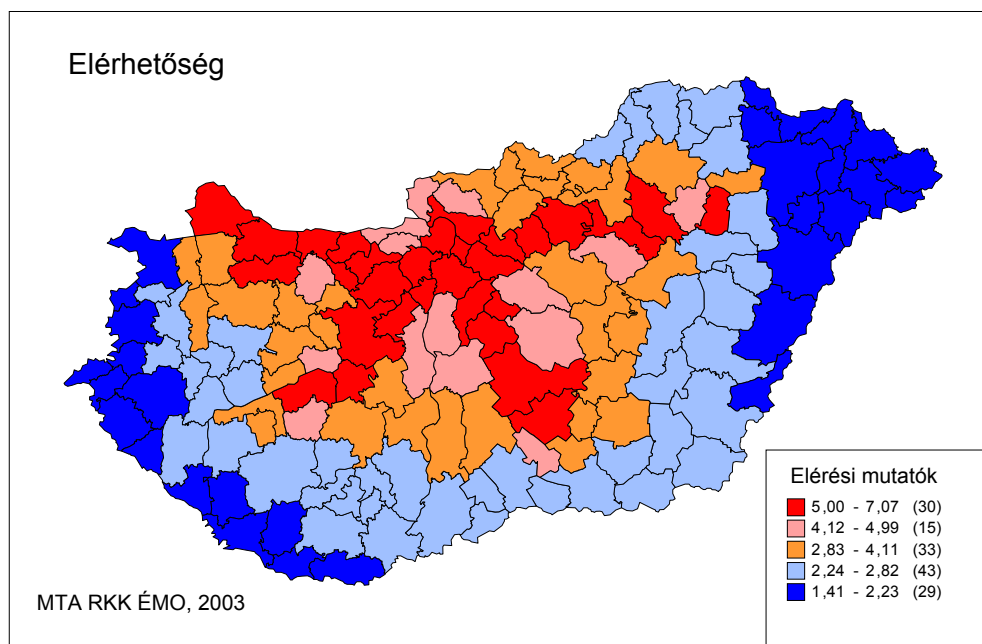 Elérhetőség
Elérési mutatók
5,00 - 7,07 (30)
4,12 - 4,99 (15)
2,83 - 4,11 (33)
2,24 - 2,82 (43)
1,41 - 2,23 (29)
MTA RKK ÉMO, 2003